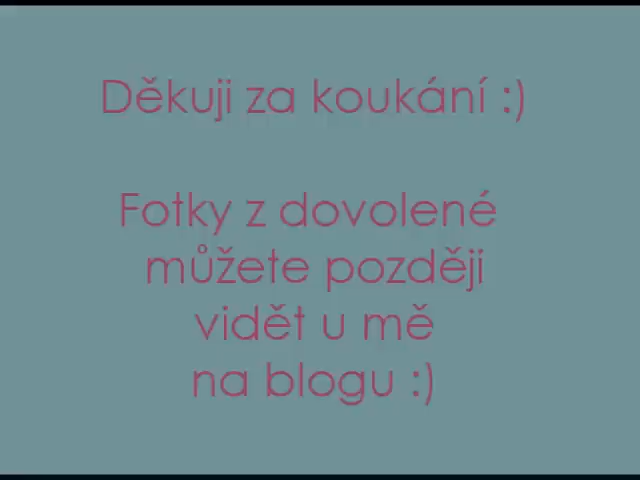 Děkuji za koukání :)
Fotky z dovolené
můžete později
vidět u mě
na blogu :)